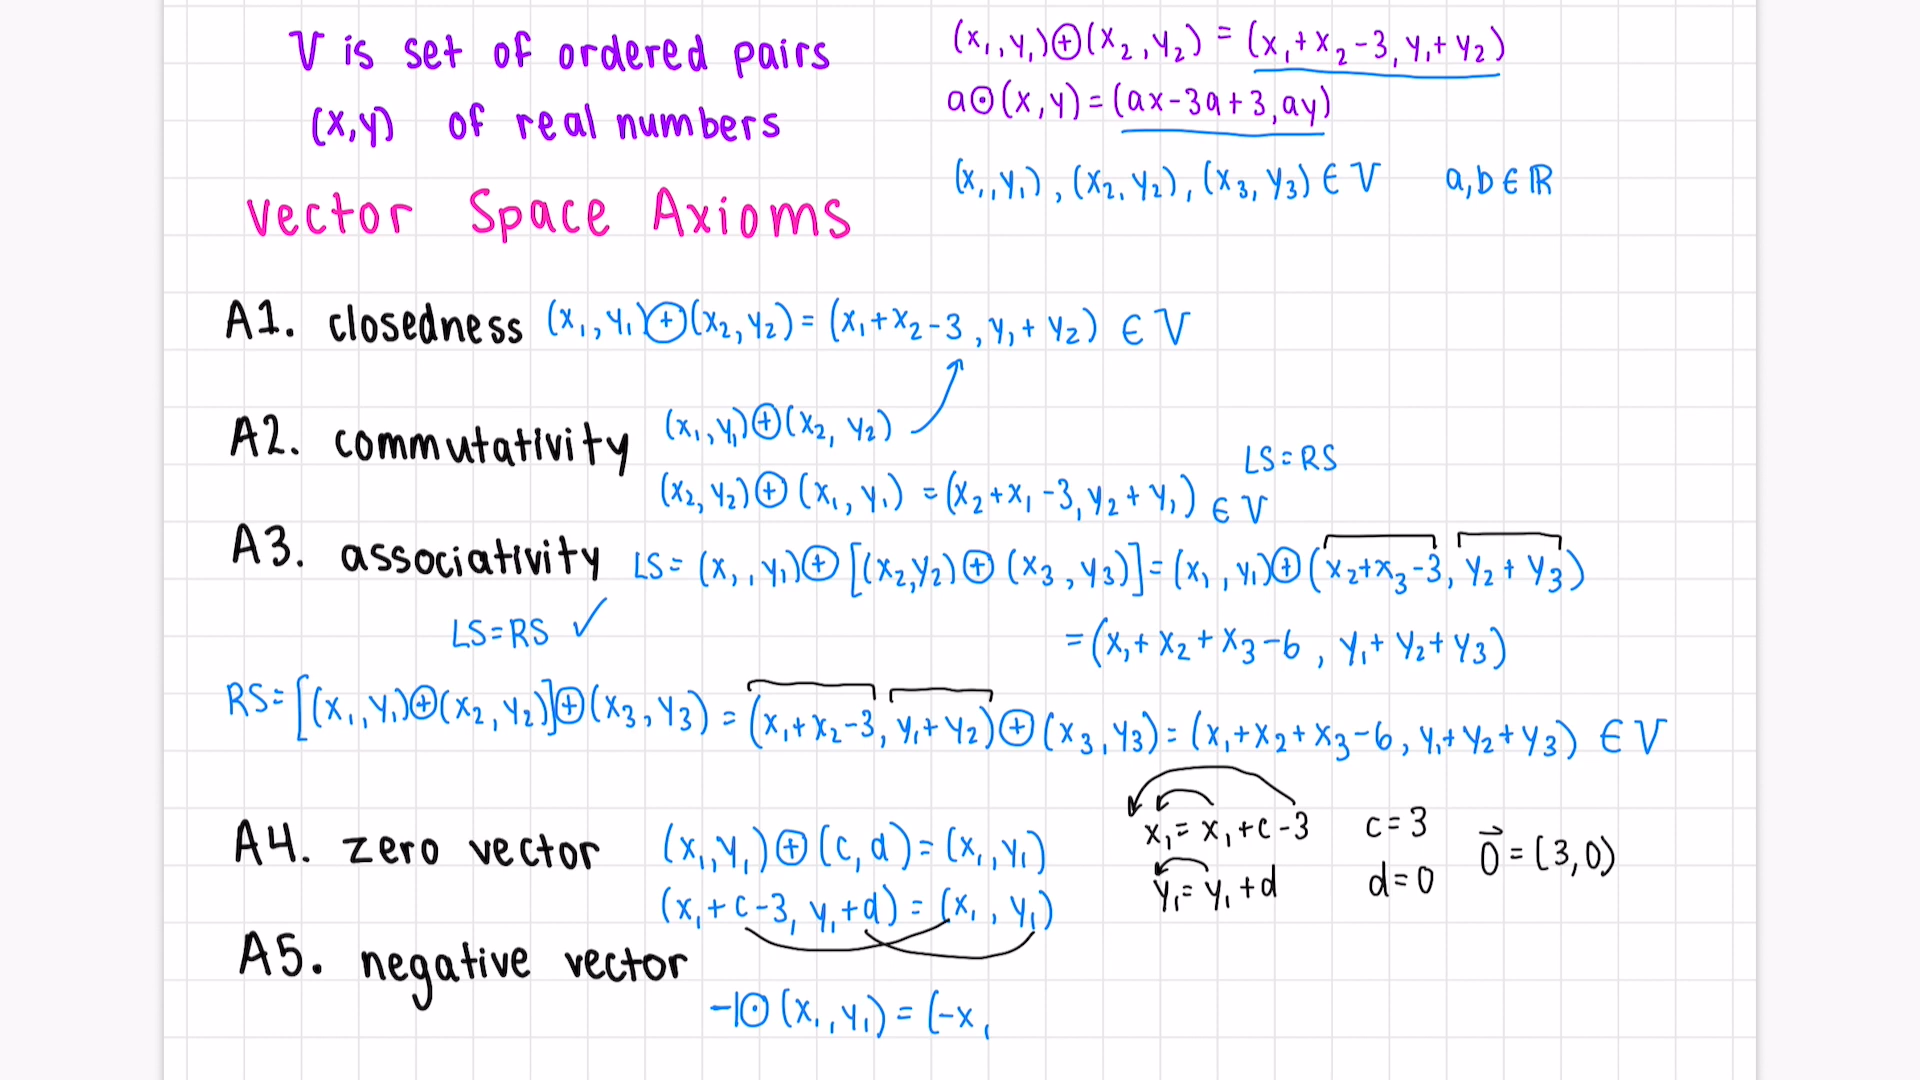 V is set of ordered pairs
(x,y) of real numbers
(x₁,y₁)⊕(x₂,y₂) = (x₁+x₂-3, y₁+y₂)
a⊙(x,y) = (ax-3a+3, ay)
(x₁,y₁), (x₂,y₂), (x₃,y₃) ∈ V a,b ∈ ℝ
Vector Space Axioms
A1. closedness (x₁,y₁)⊕(x₂,y₂) = (x₁+x₂-3, y₁+y₂) ∈ V
A2. commutativity (x₁,y₁)⊕(x₂,y₂)
(x₂,y₂)⊕(x₁,y₁) = (x₂+x₁-3, y₂+y₁) ∈ V
LS=RS
A3. associativity LS= (x₁,y₁)⊕[(x₂,y₂)⊕(x₃,y₃)] = (x₁,y₁)⊕(x₂+x₃-3, y₂+y₃)
LS=RS ✓
= (x₁+x₂+x₃-6, y₁+y₂+y₃)
RS= [(x₁,y₁)⊕(x₂,y₂)]⊕(x₃,y₃) = (x₁+x₂-3, y₁+y₂)⊕(x₃,y₃) = (x₁+x₂+x₃-6, y₁+y₂+y₃) ∈ V
A4. zero vector (x₁,y₁)⊕(c,d) = (x₁,y₁)
(x₁+c-3, y₁+d) = (x₁,y₁)
x₁= x₁+c-3
y₁= y₁+d
c=3
d=0
0⃗ = (3,0)
A5. negative vector
-1⊙(x₁,y₁) = (-x₁